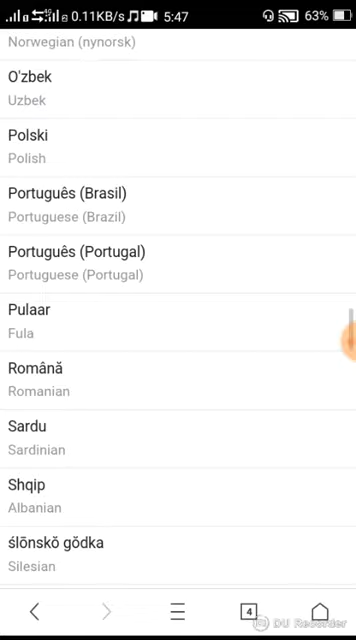 0.11KB/s 5:47 63%
Norwegian (nynorsk)
O'zbek
Uzbek
Polski
Polish
Português (Brasil)
Portuguese (Brazil)
Português (Portugal)
Portuguese (Portugal)
Pulaar
Fula
Română
Romanian
Sardu
Sardinian
Shqip
Albanian
ślōnskŏ gŏdka
Silesian
4
DU Recorder